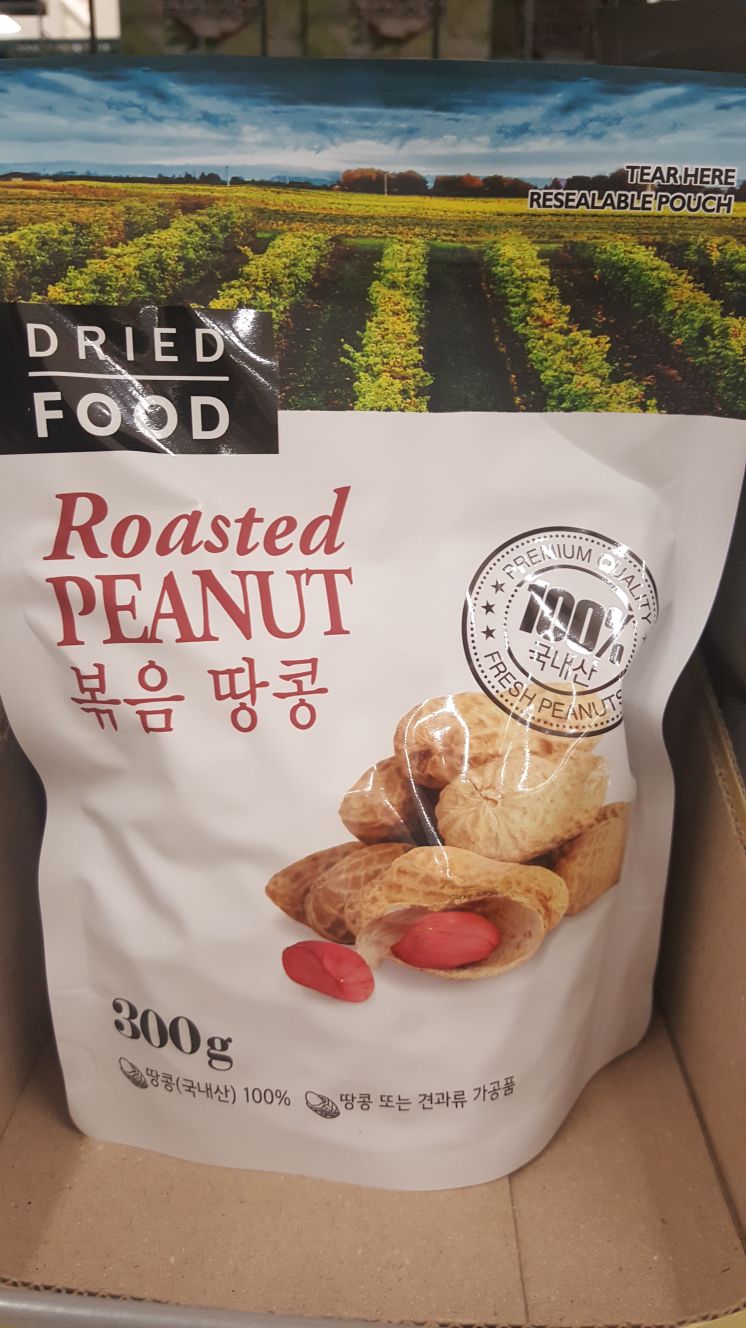 TEAR HERE
RESEALABLE POUCH
DRIED
FOOD
Roasted
PEANUT
볶음 땅콩
PREMIUM QUALITY
100%
국내산
FRESH PEANUTS
300g
땅콩(국내산) 100%
땅콩 또는 견과류 가공품